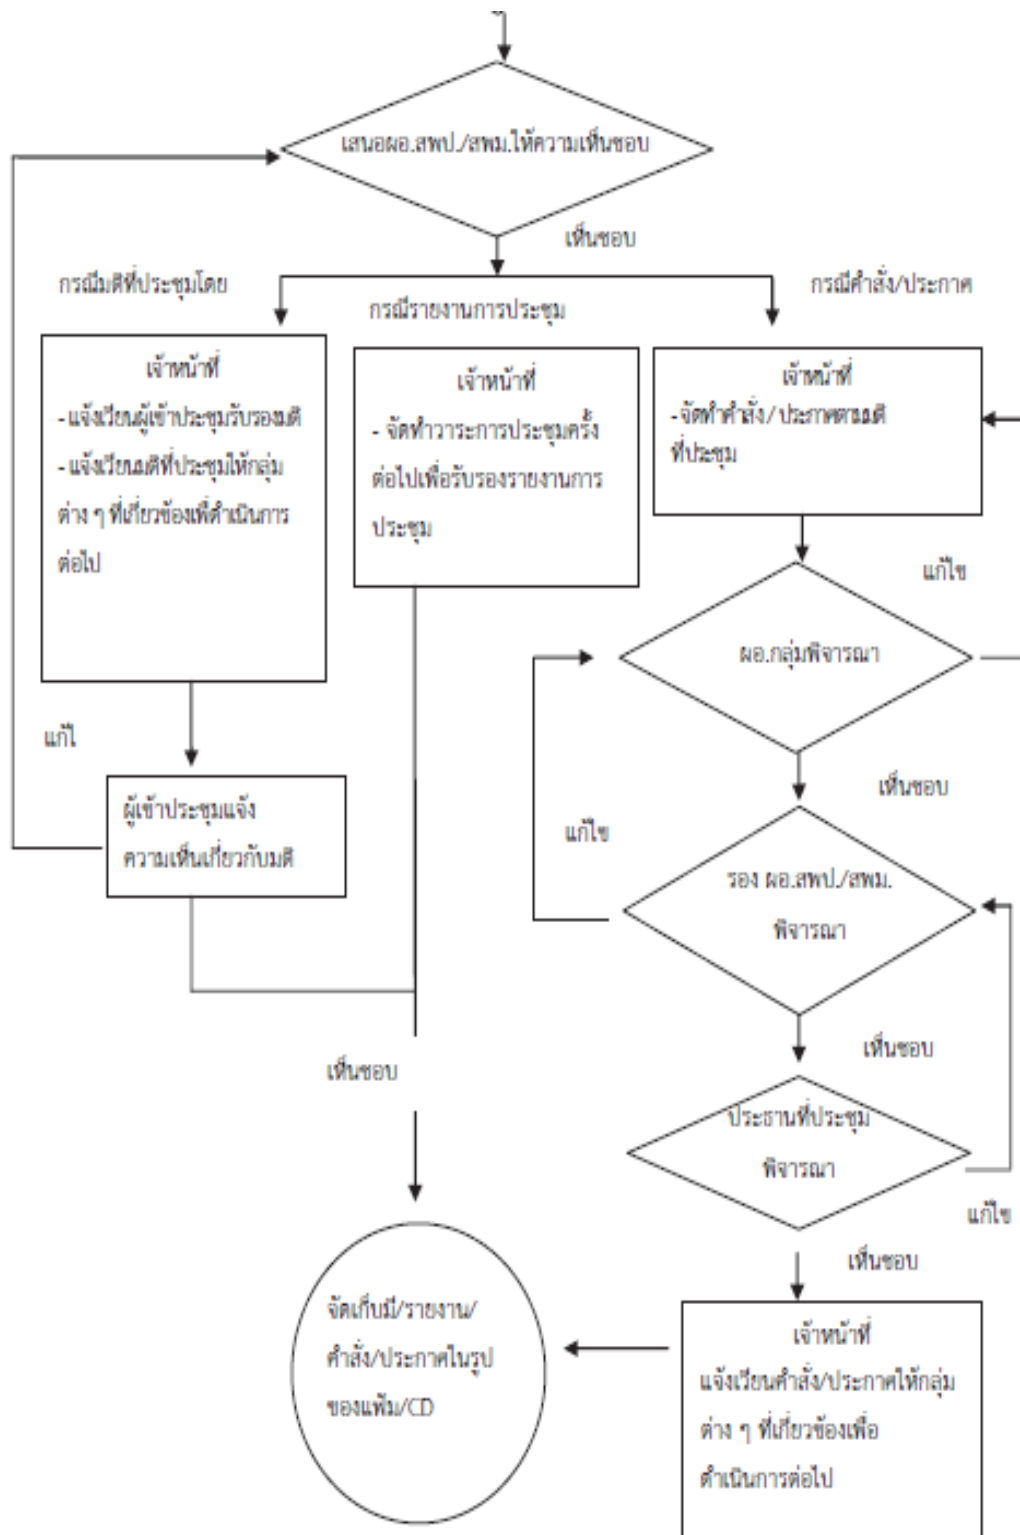 เสนอผอ.สพป./สพม.ให้ความเห็นชอบ
เห็นชอบ
กรณีมติที่ประชุมโดย
กรณีรายงานการประชุม
กรณีคำสั่ง/ประกาศ
เจ้าหน้าที่
- แจ้งเวียนผู้เข้าประชุมรับรองมติ
- แจ้งเวียนมติที่ประชุมให้กลุ่ม
ต่าง ๆ ที่เกี่ยวข้องเพื่ดำเนินการ
ต่อไป
เจ้าหน้าที่
- จัดทำวาระการประชุมครั้ง
ต่อไปเพื่อรับรองรายงานการ
ประชุม
เจ้าหน้าที่
- จัดทำคำสั่ง/ ประกาศตามมติ
ที่ประชุม
แก้ไข
ผอ.กลุ่มพิจารณา
แก้ไ
เห็นชอบ
ผู้เข้าประชุมแจ้ง
ความเห็นเกี่ยวกับมติ
แก้ไข
รอง ผอ.สพป./สพม.
พิจารณา
เห็นชอบ
เห็นชอบ
ประธานที่ประชุม
พิจารณา
แก้ไข
เห็นชอบ
จัดเก็บมี/รายงาน/
คำสั่ง/ประกาศในรูป
ของแฟ้ม/CD
เจ้าหน้าที่
แจ้งเวียนคำสั่ง/ประกาศให้กลุ่ม
ต่าง ๆ ที่เกี่ยวข้องเพื่อ
ดำเนินการต่อไป